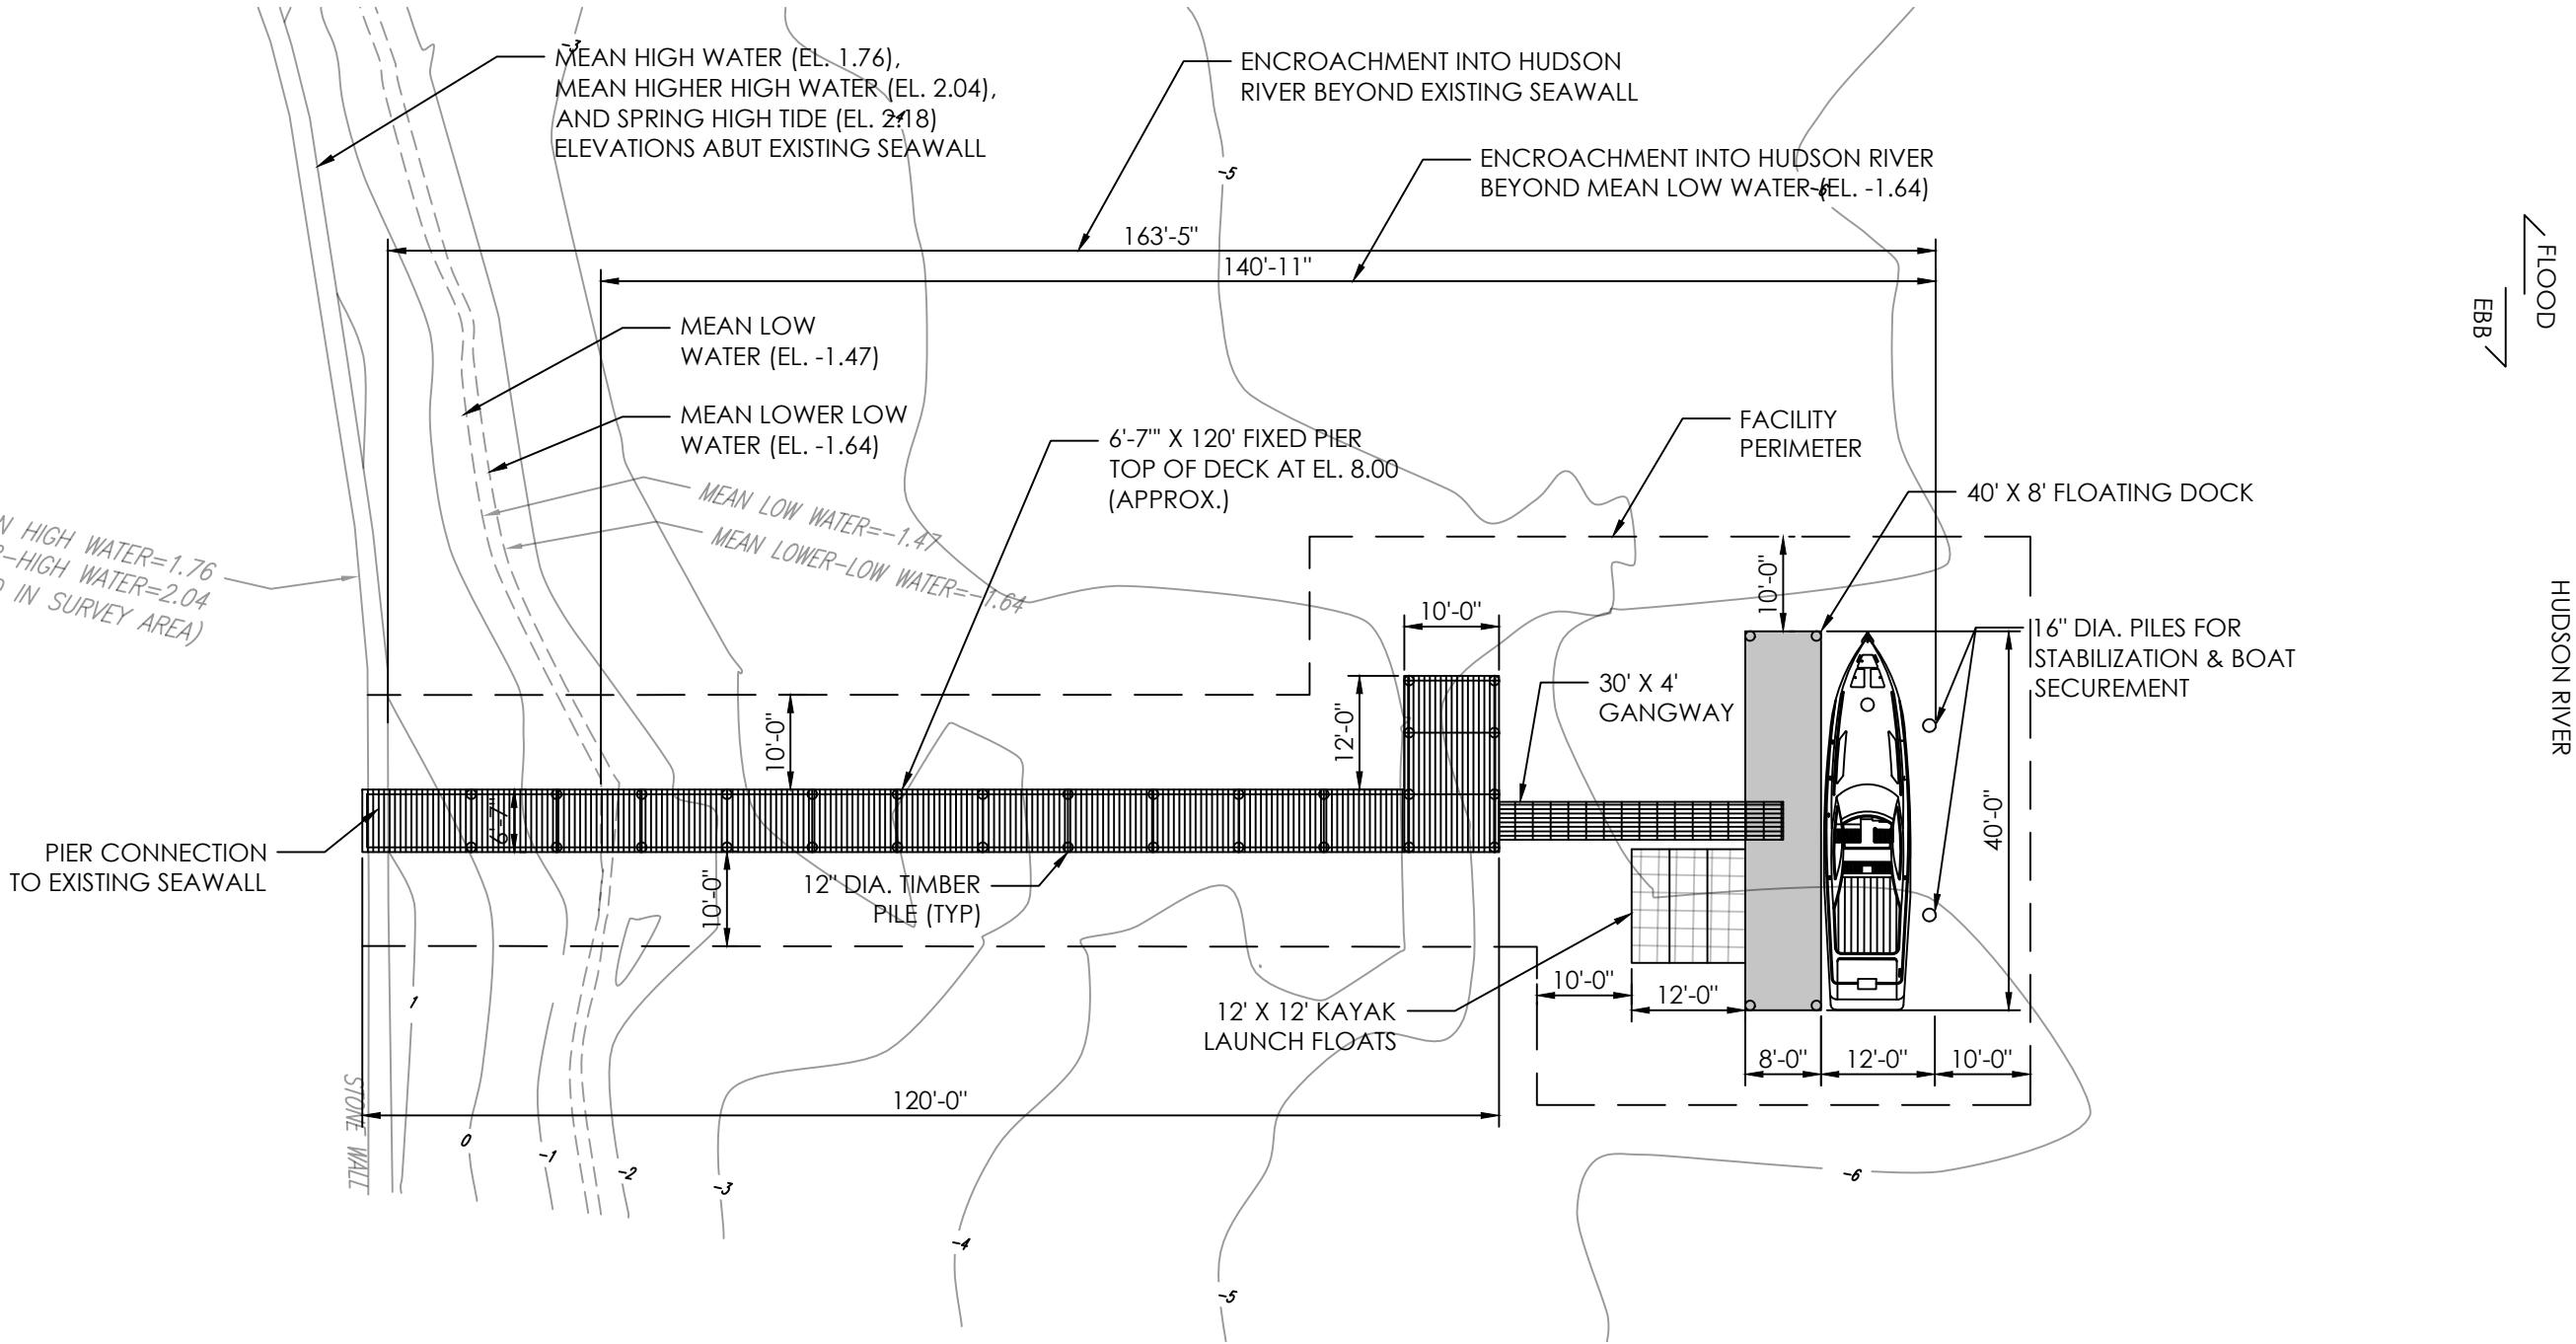 MEAN HIGH WATER (EL. 1.76),
MEAN HIGHER HIGH WATER (EL. 2.04),
AND SPRING HIGH TIDE (EL. 2.18)
ELEVATIONS ABUT EXISTING SEAWALL
-3
-4
ENCROACHMENT INTO HUDSON
RIVER BEYOND EXISTING SEAWALL
ENCROACHMENT INTO HUDSON RIVER
BEYOND MEAN LOW WATER (EL. -1.64)
-5
-6
163'-5"
140'-11"
FLOOD
EBB
HUDSON RIVER
MEAN LOW
WATER (EL. -1.47)
MEAN LOWER LOW
WATER (EL. -1.64)
6'-7'" X 120' FIXED PIER
TOP OF DECK AT EL. 8.00
(APPROX.)
FACILITY
PERIMETER
40' X 8' FLOATING DOCK
MEAN LOW WATER=-1.47
MEAN LOWER-LOW WATER=-1.64
N HIGH WATER=1.76
-HIGH WATER=2.04
IN SURVEY AREA)
10'-0"
10'-0"
16" DIA. PILES FOR
STABILIZATION & BOAT
SECUREMENT
30' X 4'
GANGWAY
12'-0"
10'-0"
6'-7"
40'-0"
PIER CONNECTION
TO EXISTING SEAWALL
10'-0"
12" DIA. TIMBER
PILE (TYP)
10'-0"
12'-0"
12' X 12' KAYAK
LAUNCH FLOATS
8'-0"
12'-0"
10'-0"
120'-0"
STONE WALL
1
0
-1
-2
-3
-4
-5
-6